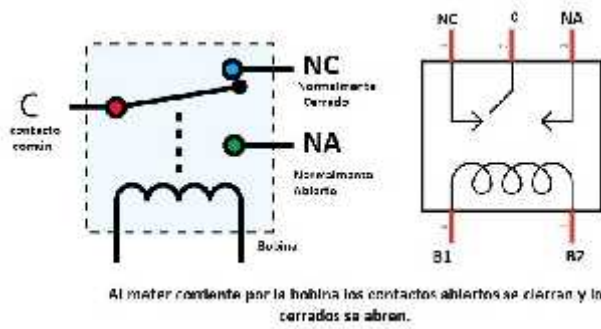 NC
Normalmente
Cerrado
C
contacto
común
NA
Normalmente
Abierto
Bobina
NC
C
NA
B1
B2
Al meter corriente por la bobina los contactos abiertos se cierran y lo
cerrados se abren.